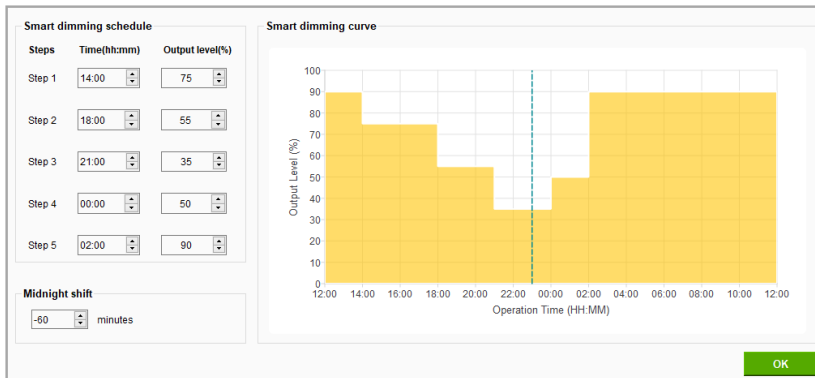 Smart dimming schedule
Steps Time(hh:mm) Output level(%)
Step 1 14:00 75
Step 2 18:00 55
Step 3 21:00 35
Step 4 00:00 50
Step 5 02:00 90
Midnight shift
-60 minutes
Smart dimming curve
100
90
80
70
60
50
40
30
20
10
0
Output Level (%)
12:00 14:00 16:00 18:00 20:00 22:00 00:00 02:00 04:00 06:00 08:00 10:00 12:00
Operation Time (HH:MM)
OK